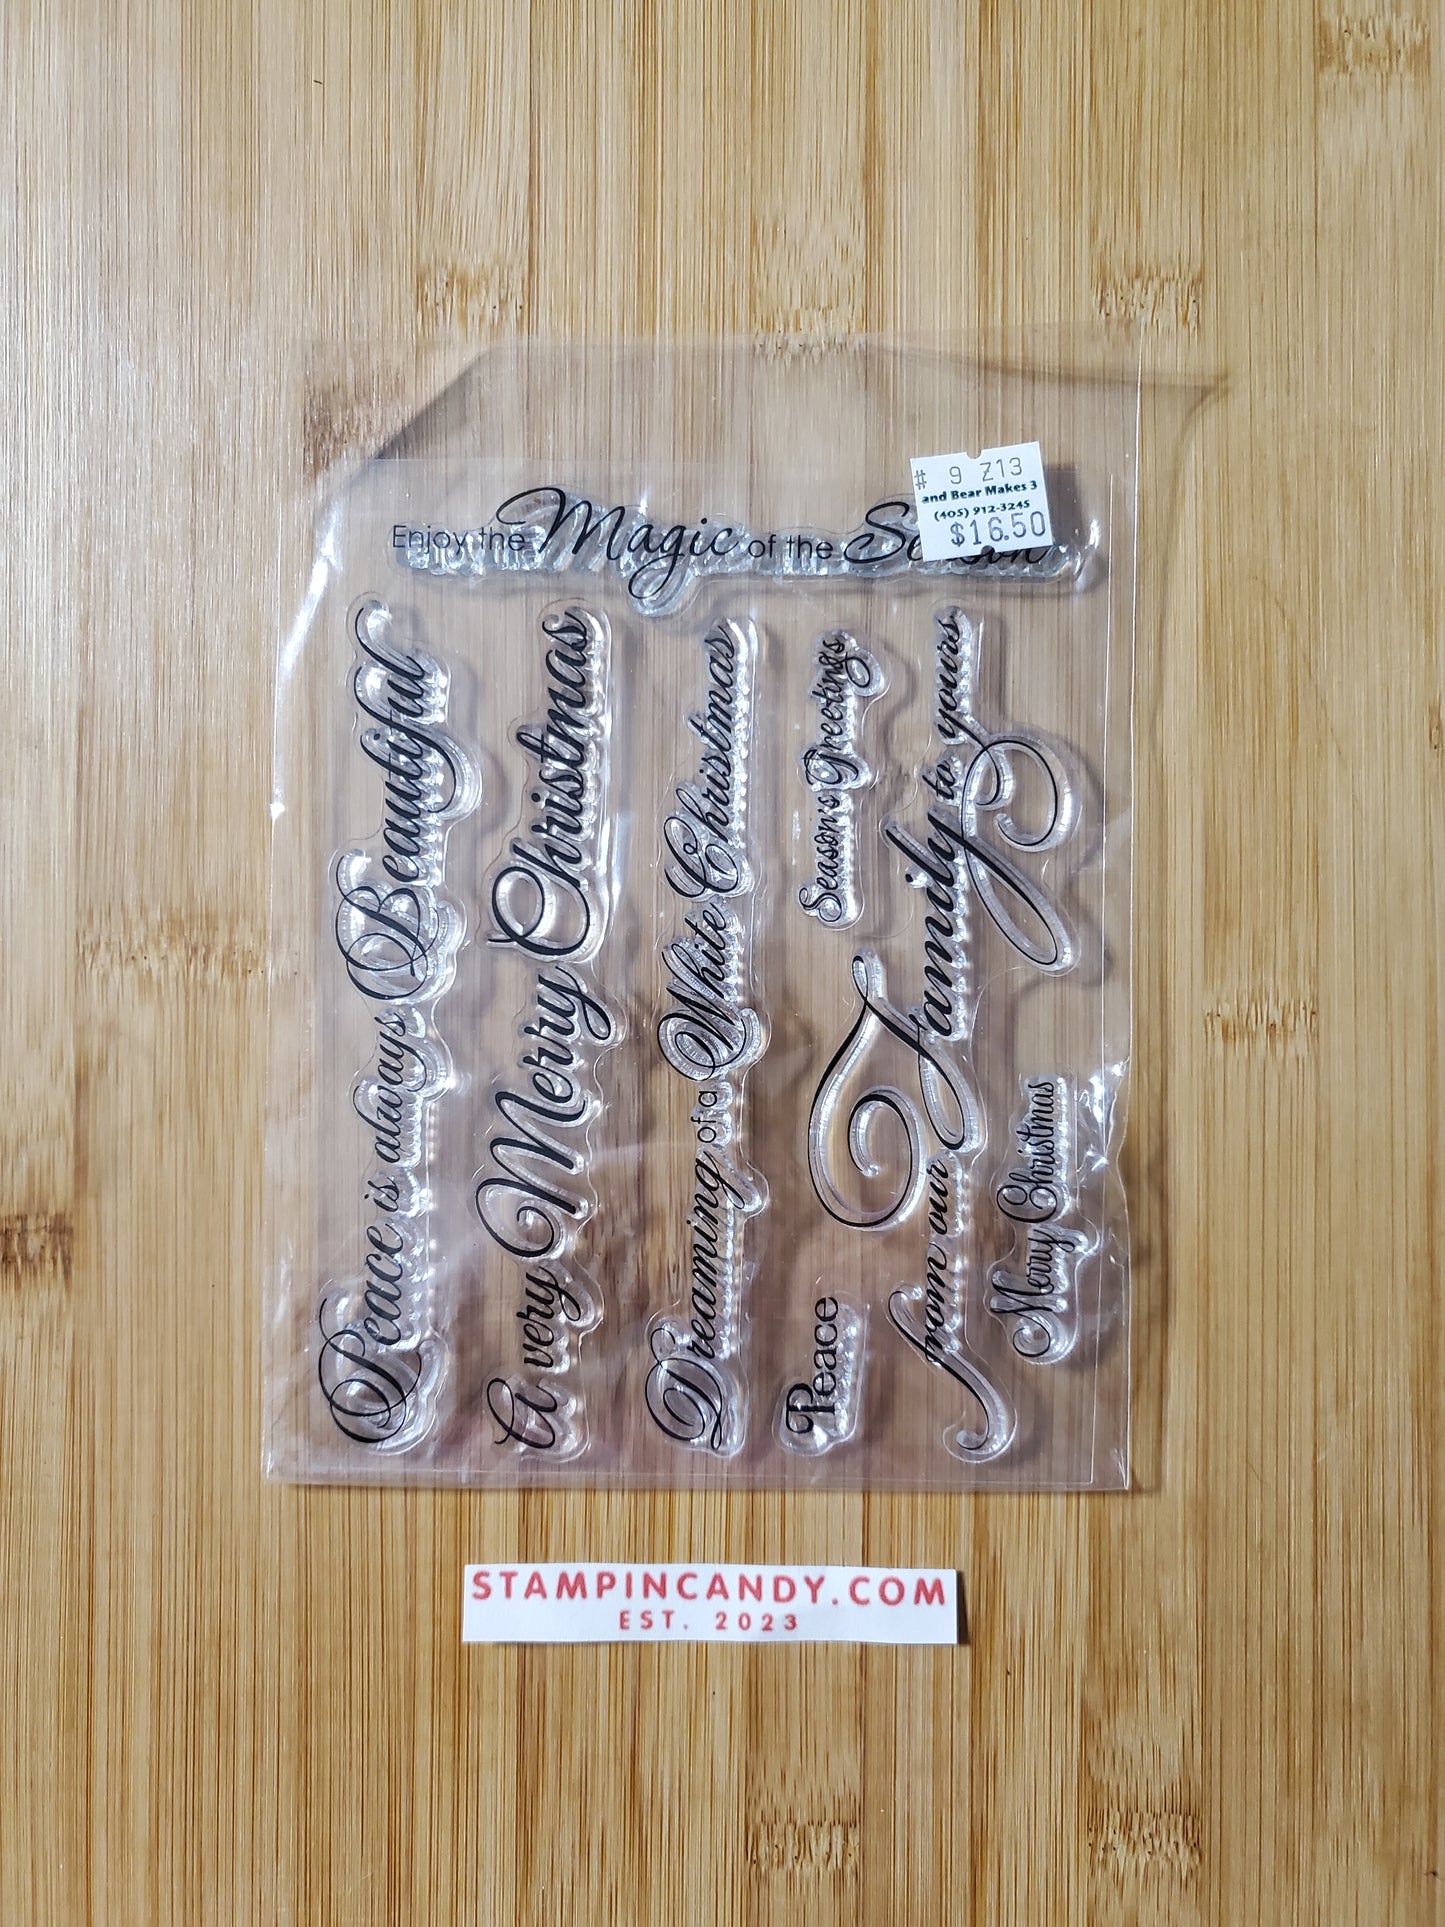 # 9 Z13
and Bear Makes 3
(405) 912-3245
$16.50
Enjoy the Magic of the Season
Peace is always Beautiful
A very Merry Christmas
Dreaming of a White Christmas
Season's Greetings
Peace
from our Family to yours
Merry Christmas
STAMPINCANDY.COM
EST. 2023